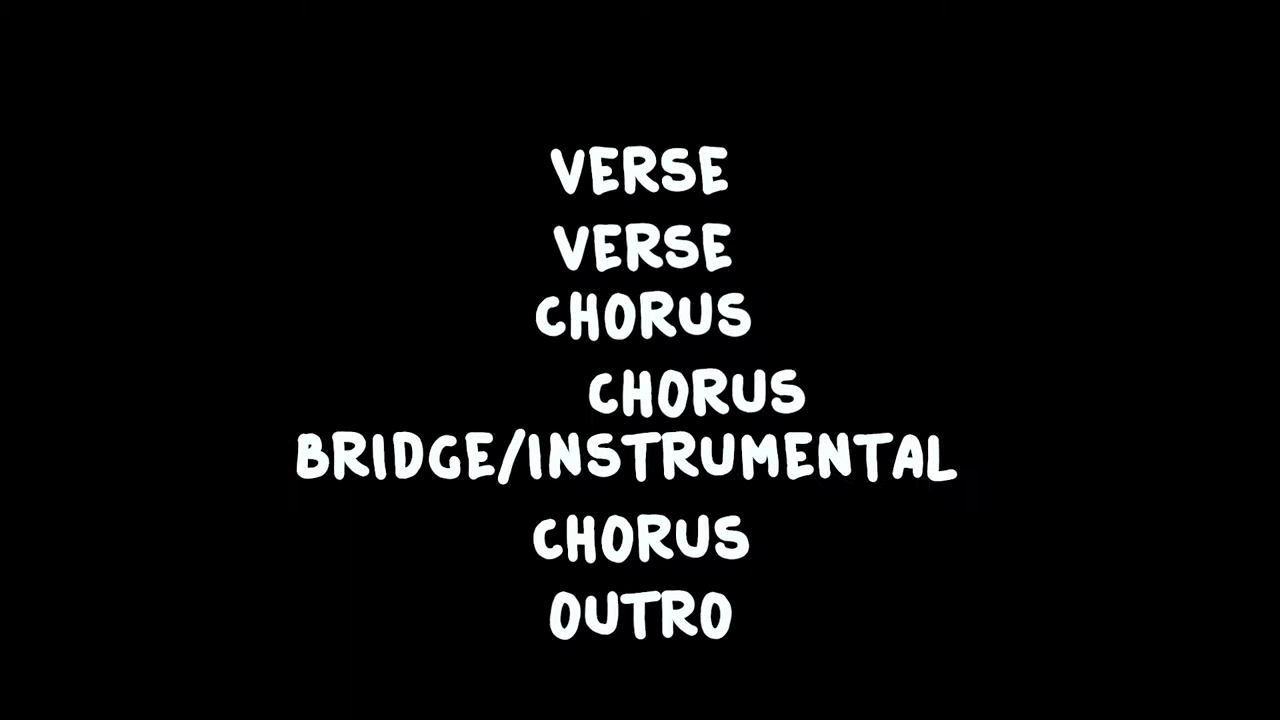 VERSE
VERSE
CHORUS
CHORUS
BRIDGE/INSTRUMENTAL
CHORUS
OUTRO